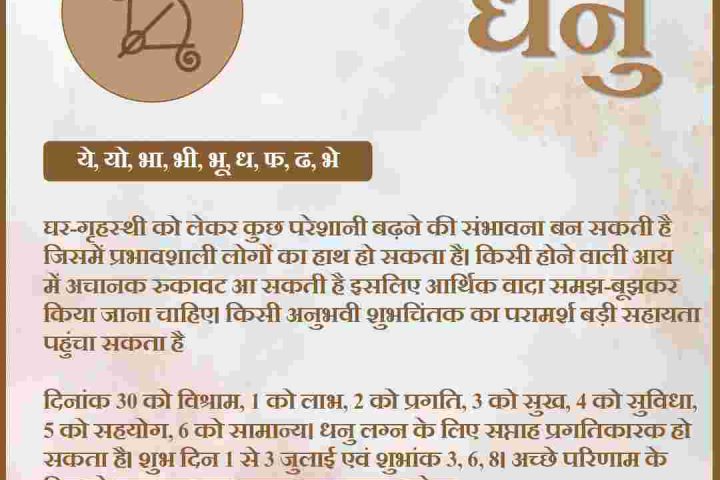 धनु
ये, यो, भा, भी, भू, ध, फ, ढ, भे
घर-गृहस्थी को लेकर कुछ परेशानी बढ़ने की संभावना बन सकती है
जिसमें प्रभावशाली लोगों का हाथ हो सकता है। किसी होने वाली आय
में अचानक रुकावट आ सकती है इसलिए आर्थिक वादा समझ-बूझकर
किया जाना चाहिए। किसी अनुभवी शुभचिंतक का परामर्श बड़ी सहायता
पहुंचा सकता है
दिनांक 30 को विश्राम, 1 को लाभ, 2 को प्रगति, 3 को सुख, 4 को सुविधा,
5 को सहयोग, 6 को सामान्य। धनु लग्न के लिए सप्ताह प्रगतिकारक हो
सकता है। शुभ दिन 1 से 3 जुलाई एवं शुभांक 3, 6, 8। अच्छे परिणाम के